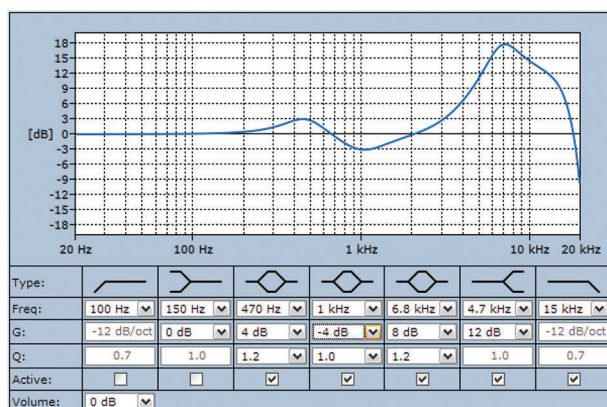 18
15
12
9
6
3
[dB] 0
-3
-6
-9
-12
-15
-18
20 Hz 100 Hz 1 kHz 10 kHz 20 kHz
Type:
Freq: 100 Hz 150 Hz 470 Hz 1 kHz 6.8 kHz 4.7 kHz 15 kHz
G: -12 dB/oct 0 dB 4 dB -4 dB 8 dB 12 dB -12 dB/oct
Q: 0.7 1.0 1.2 1.0 1.2 1.0 0.7
Active:
Volume: 0 dB